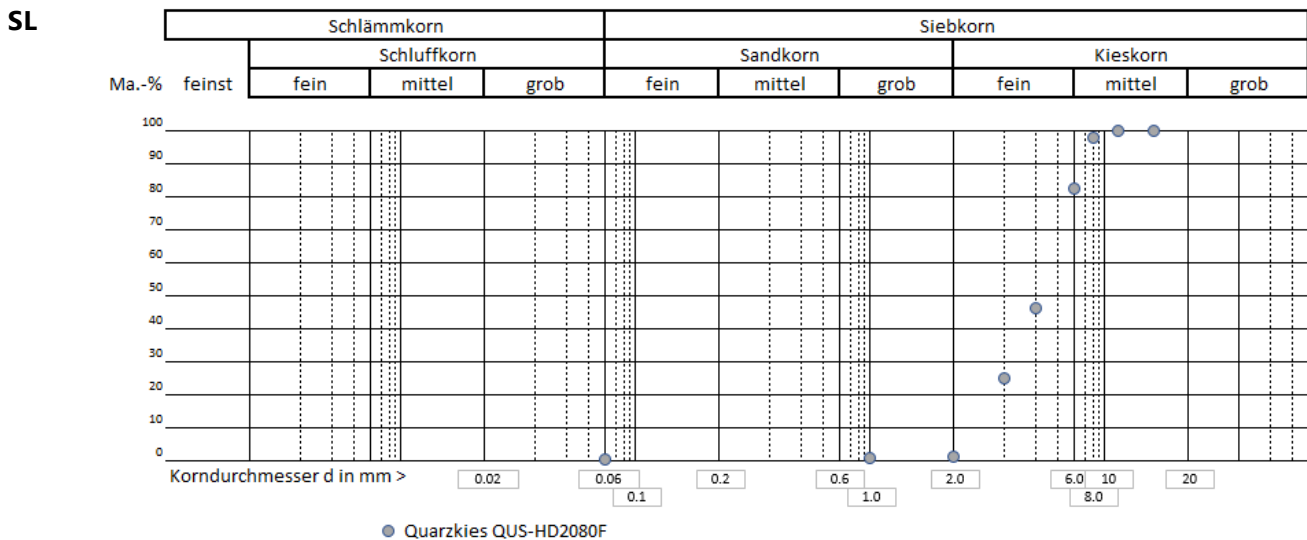 SL
Schlämmkorn Siebkorn
Schluffkorn Sandkorn Kieskorn
Ma.-% feinst fein mittel grob fein mittel grob fein mittel grob
100
90
80
70
60
50
40
30
20
10
0
Korndurchmesser d in mm > 0.02 0.06 0.2 0.6 2.0 6.0 10 20
0.1 1.0 8.0
Quarzkies QUS-HD2080F